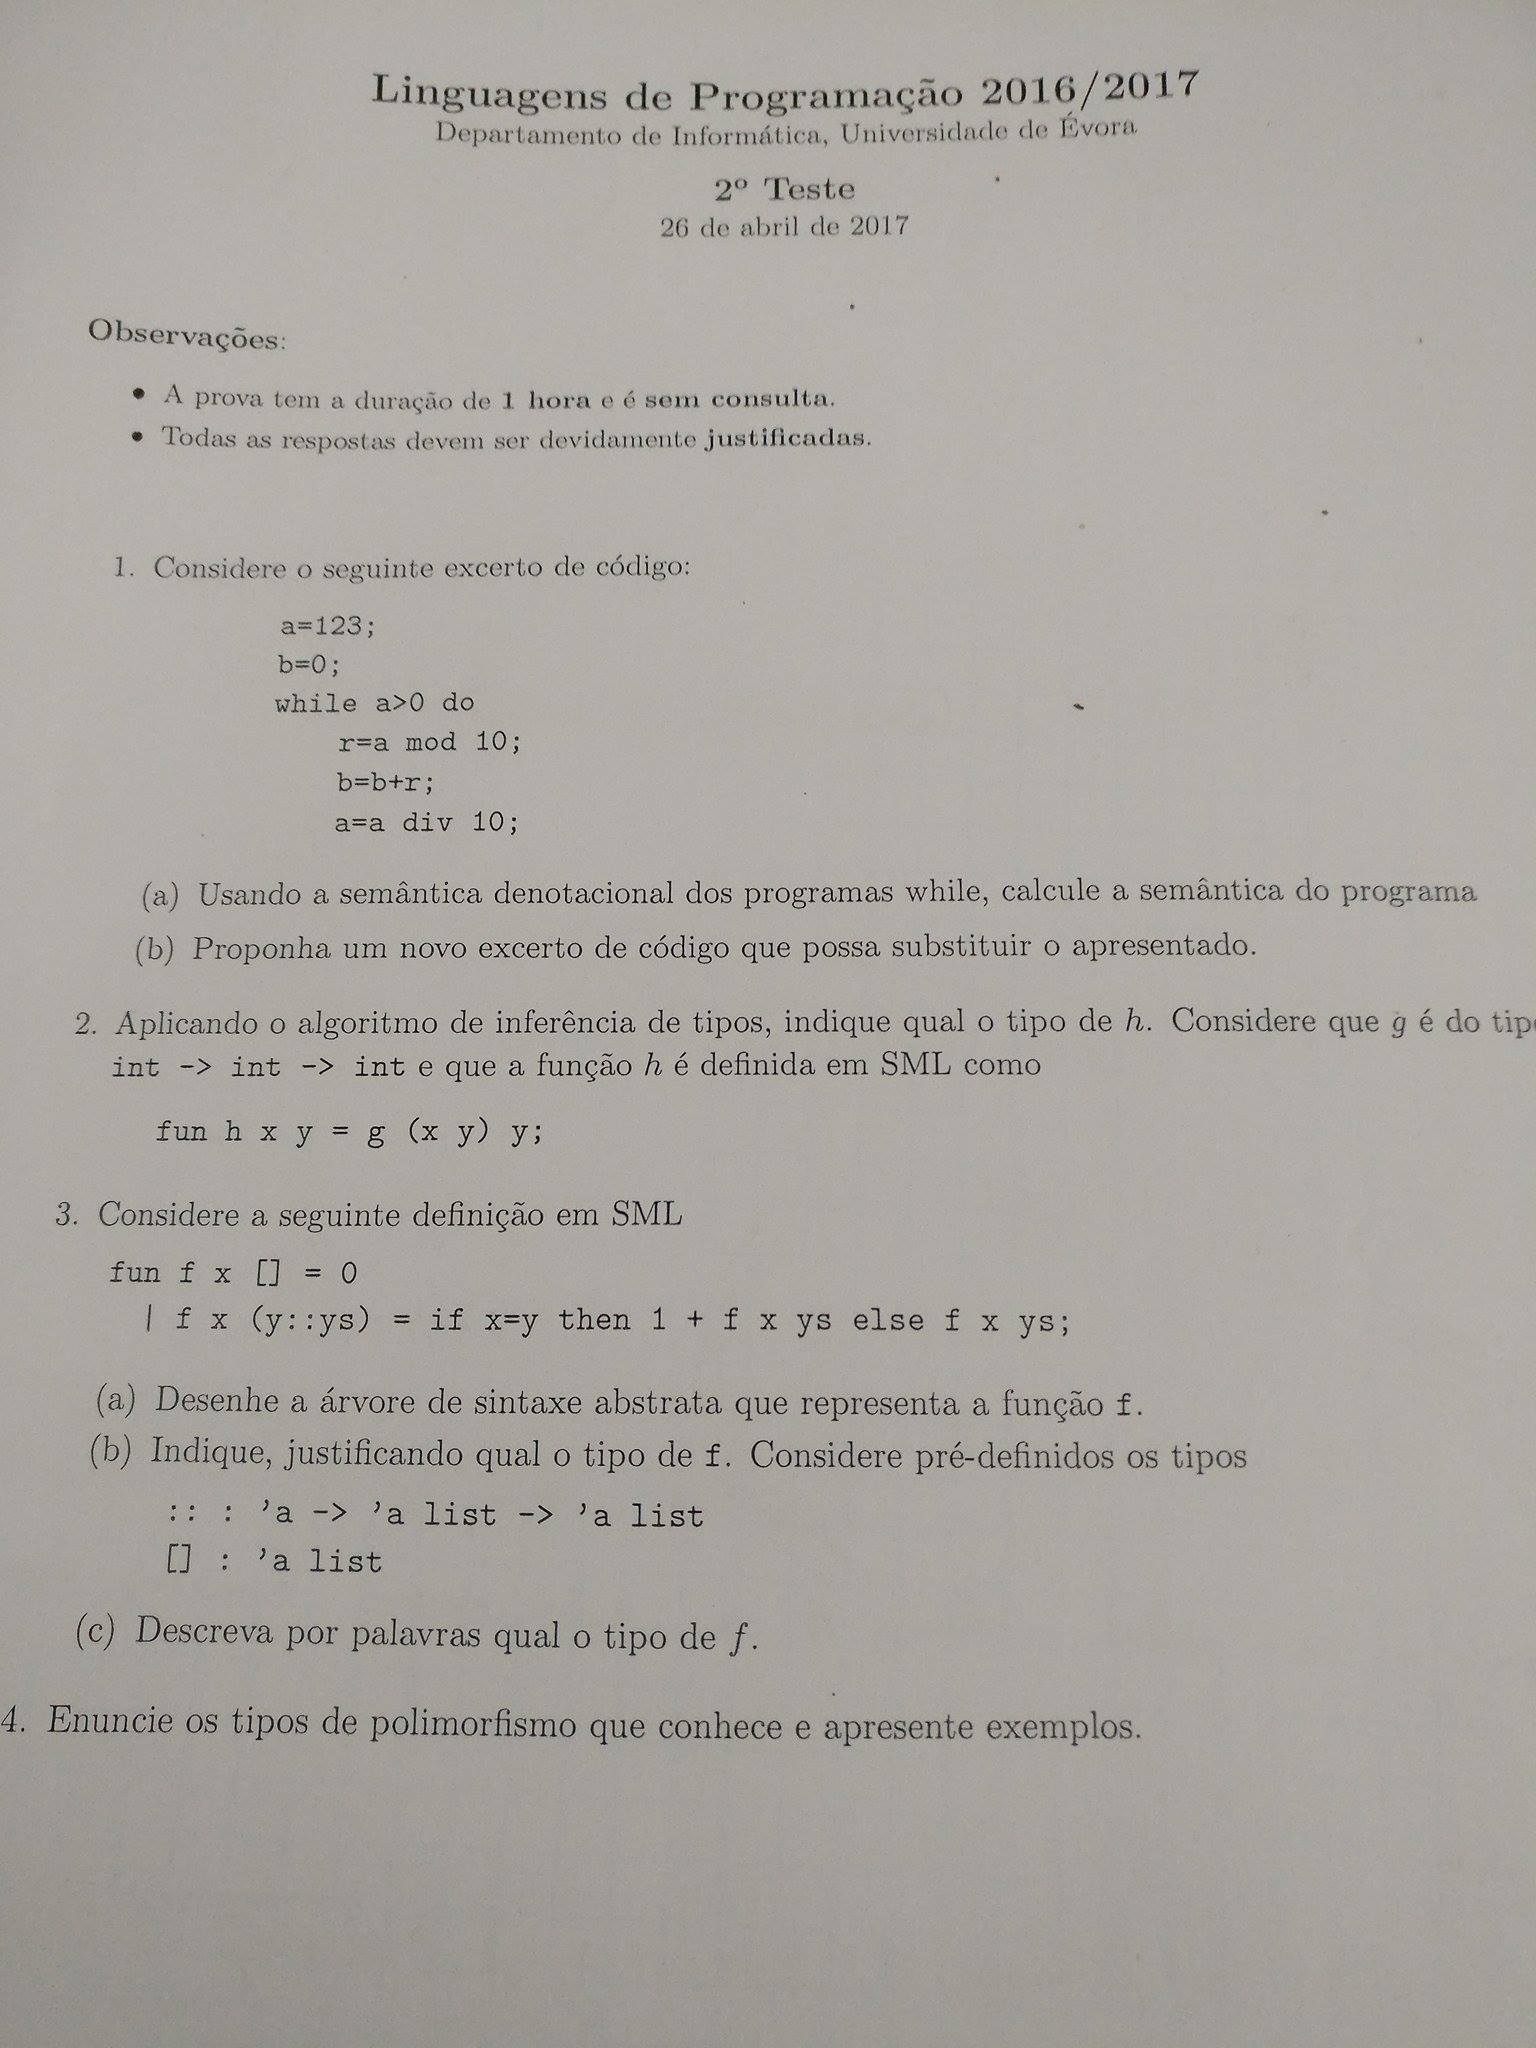 Linguagens de Programação 2016/2017
Departamento de Informática, Universidade de Évora
2º Teste
26 de abril de 2017
Observações:
• A prova tem a duração de 1 hora e é sem consulta.
• Todas as respostas devem ser devidamente justificadas.
1. Considere o seguinte excerto de código:
a=123;
b=0;
while a>0 do
r=a mod 10;
b=b+r;
a=a div 10;
(a) Usando a semântica denotacional dos programas while, calcule a semântica do programa
(b) Proponha um novo excerto de código que possa substituir o apresentado.
2. Aplicando o algoritmo de inferência de tipos, indique qual o tipo de h. Considere que g é do
int -> int -> int e que a função h é definida em SML como
fun h x y = g (x y) y;
3. Considere a seguinte definição em SML
fun f x [] = 0
| f x (y::ys) = if x=y then 1 + f x ys else f x ys;
(a) Desenhe a árvore de sintaxe abstrata que representa a função f.
(b) Indique, justificando qual o tipo de f. Considere pré-definidos os tipos
:: : 'a -> 'a list -> 'a list
[] : 'a list
(c) Descreva por palavras qual o tipo de f.
4. Enuncie os tipos de polimorfismo que conhece e apresente exemplos.